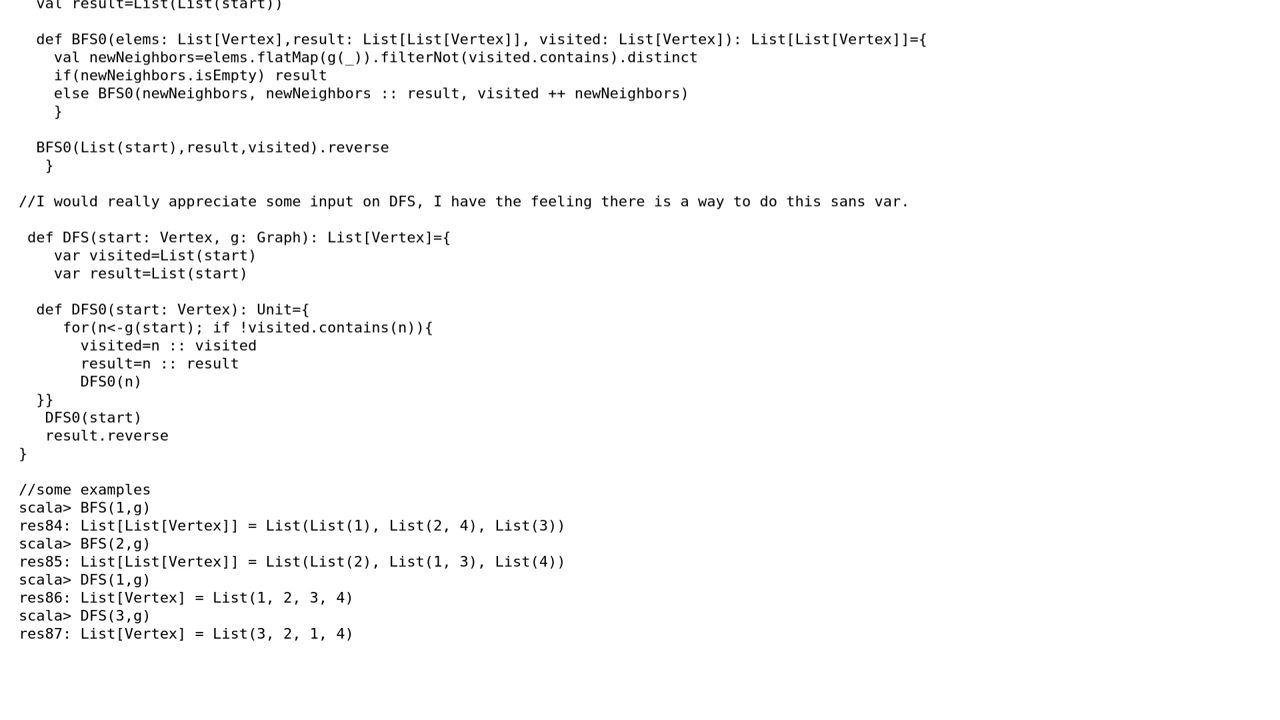 val result=List(List(start))
def BFS0(elems: List[Vertex],result: List[List[Vertex]], visited: List[Vertex]): List[List[Vertex]]={
val newNeighbors=elems.flatMap(g(_)).filterNot(visited.contains).distinct
if(newNeighbors.isEmpty) result
else BFS0(newNeighbors, newNeighbors :: result, visited ++ newNeighbors)
}
BFS0(List(start),result,visited).reverse
}
//I would really appreciate some input on DFS, I have the feeling there is a way to do this sans var.
def DFS(start: Vertex, g: Graph): List[Vertex]={
var visited=List(start)
var result=List(start)
def DFS0(start: Vertex): Unit={
for(n<-g(start); if !visited.contains(n)){
visited=n :: visited
result=n :: result
DFS0(n)
}}
DFS0(start)
result.reverse
}
//some examples
scala> BFS(1,g)
res84: List[List[Vertex]] = List(List(1), List(2, 4), List(3))
scala> BFS(2,g)
res85: List[List[Vertex]] = List(List(2), List(1, 3), List(4))
scala> DFS(1,g)
res86: List[Vertex] = List(1, 2, 3, 4)
scala> DFS(3,g)
res87: List[Vertex] = List(3, 2, 1, 4)